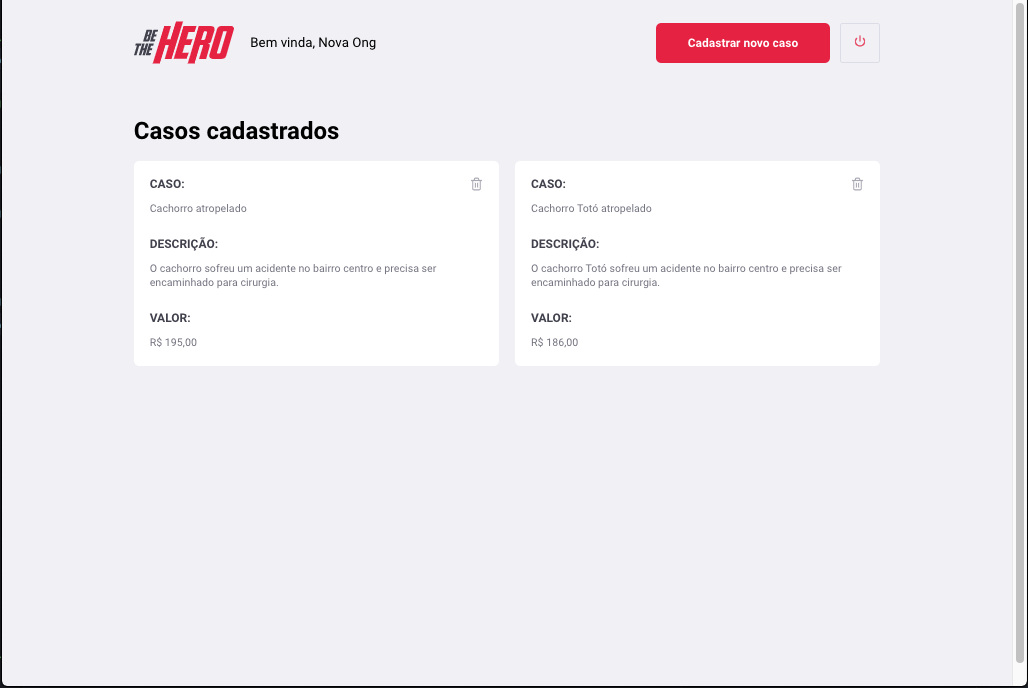 BE
THE HERO
Bem vinda, Nova Ong
Cadastrar novo caso
Casos cadastrados
CASO:
Cachorro atropelado
DESCRIÇÃO:
O cachorro sofreu um acidente no bairro centro e precisa ser
encaminhado para cirurgia.
VALOR:
R$ 195,00
CASO:
Cachorro Totó atropelado
DESCRIÇÃO:
O cachorro Totó sofreu um acidente no bairro centro e precisa ser
encaminhado para cirurgia.
VALOR:
R$ 186,00